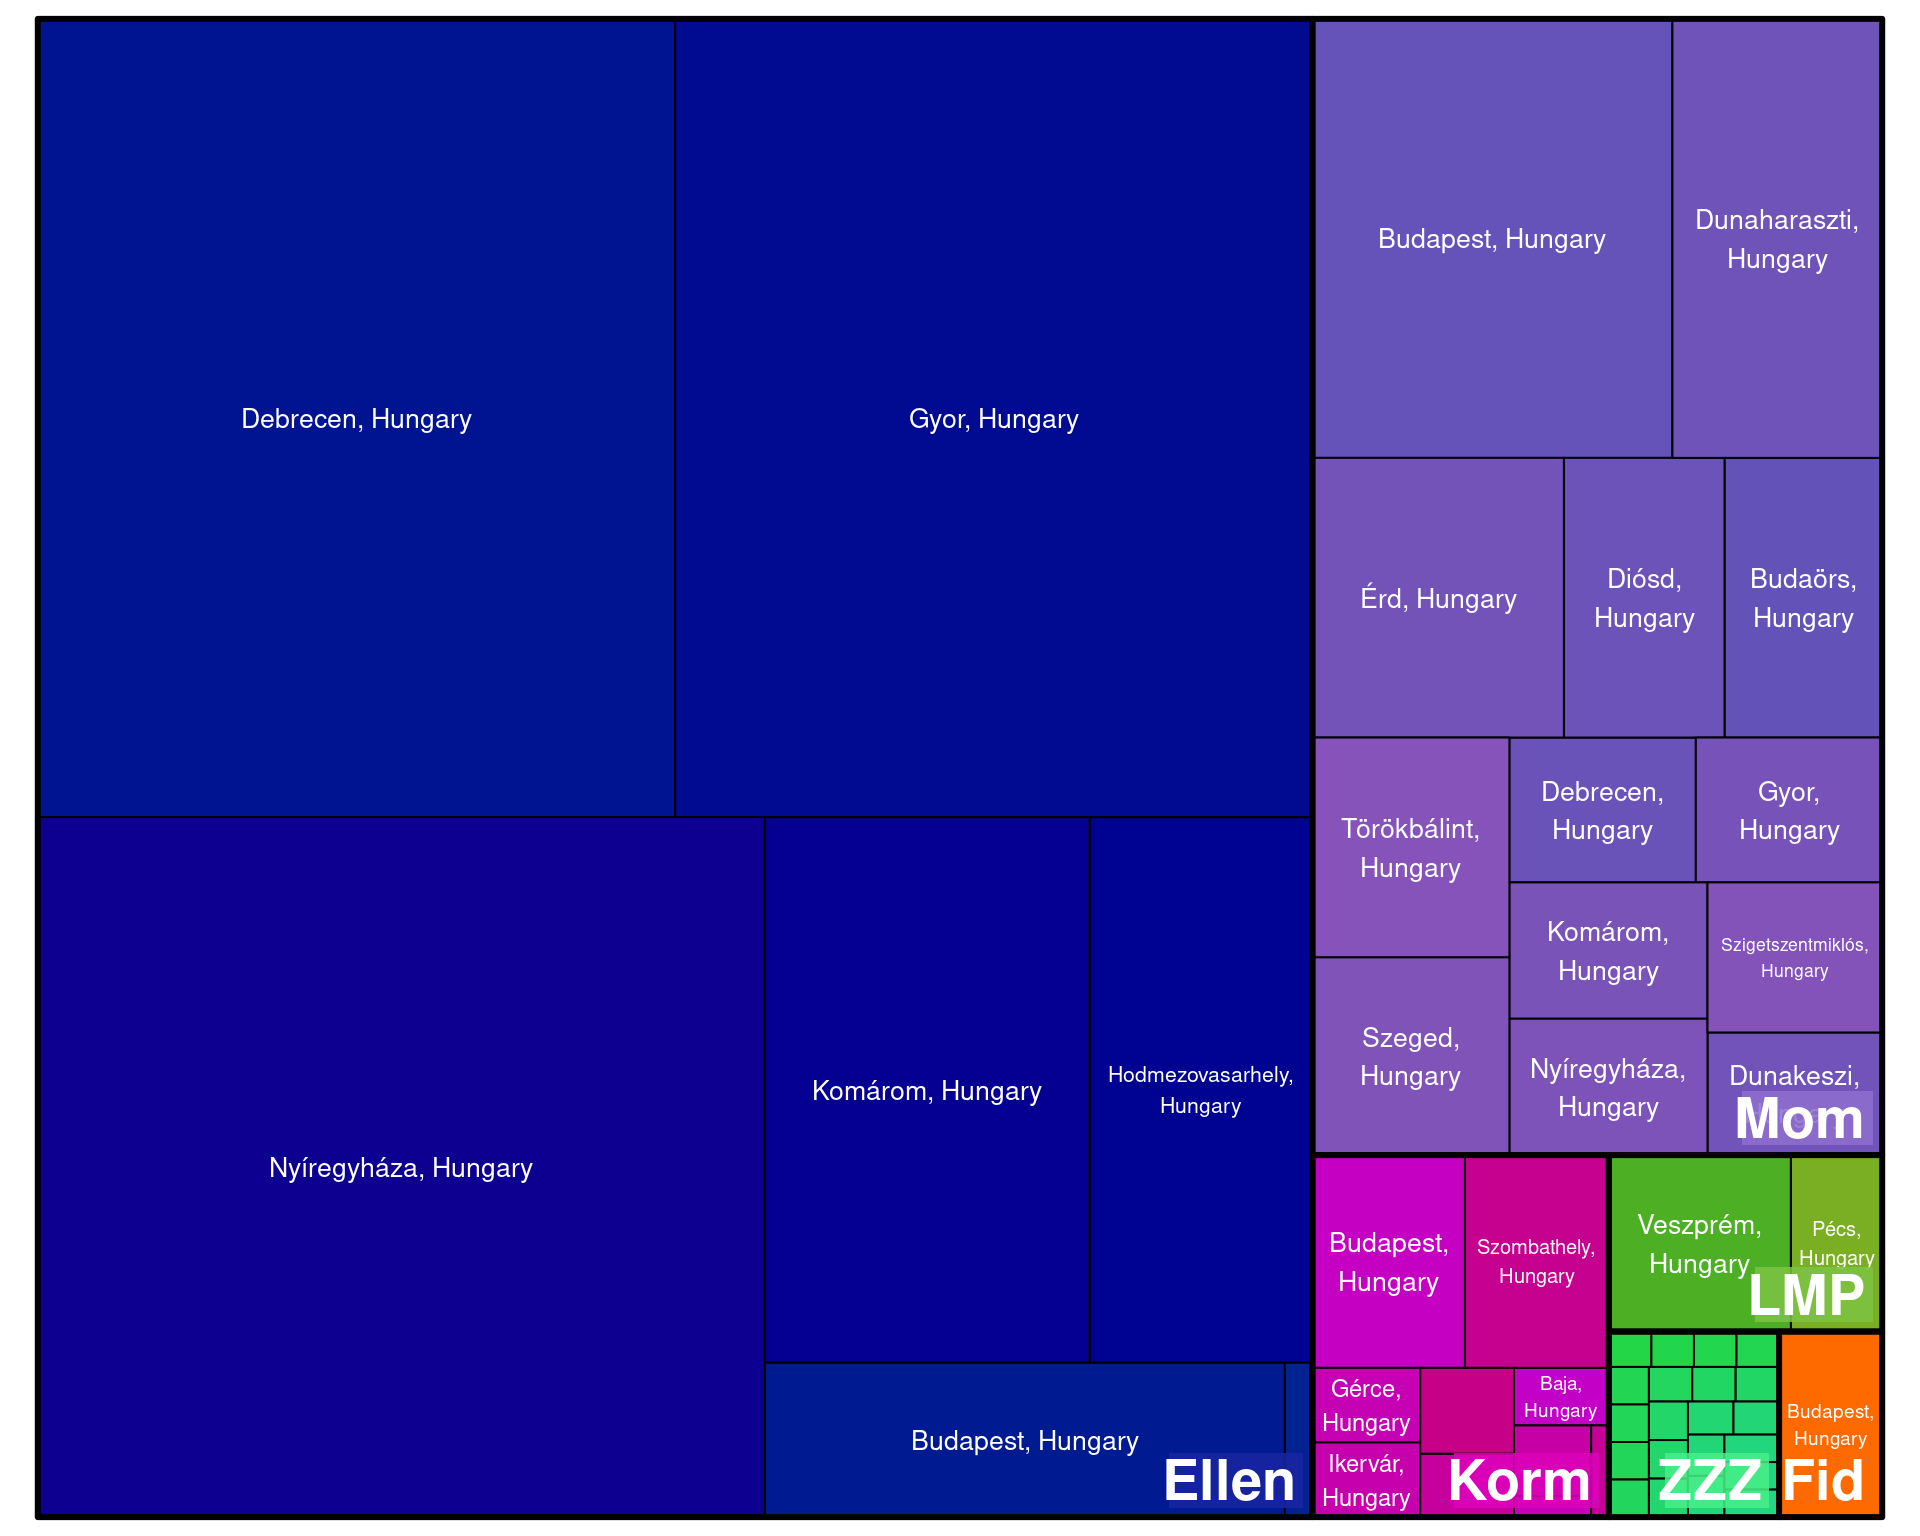 Debrecen, Hungary
Gyor, Hungary
Nyíregyháza, Hungary
Komárom, Hungary
Hodmezovasarhely,
Hungary
Budapest, Hungary
Ellen
Budapest, Hungary
Dunaharaszti,
Hungary
Érd, Hungary
Diósd,
Hungary
Budaörs,
Hungary
Törökbálint,
Hungary
Debrecen,
Hungary
Gyor,
Hungary
Komárom,
Hungary
Szigetszentmiklós,
Hungary
Szeged,
Hungary
Nyíregyháza,
Hungary
Dunakeszi,
Mom
Budapest,
Hungary
Szombathely,
Hungary
Gérce,
Hungary
Baja,
Hungary
Ikervár,
Hungary
Korm
Veszprém,
Hungary
Pécs,
Hungary
LMP
ZZZ
Budapest,
Hungary
Fid